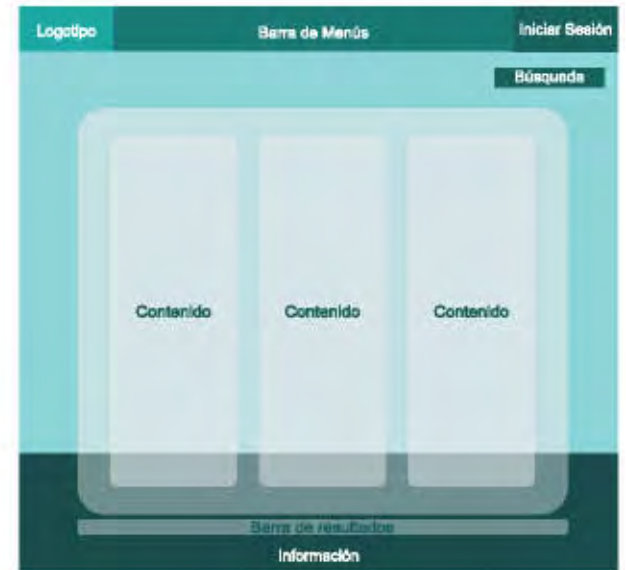 Logotipo
Barra de Menús
Iniciar Sesión
Búsqueda
Contenido
Contenido
Contenido
Barra de resultados
Información